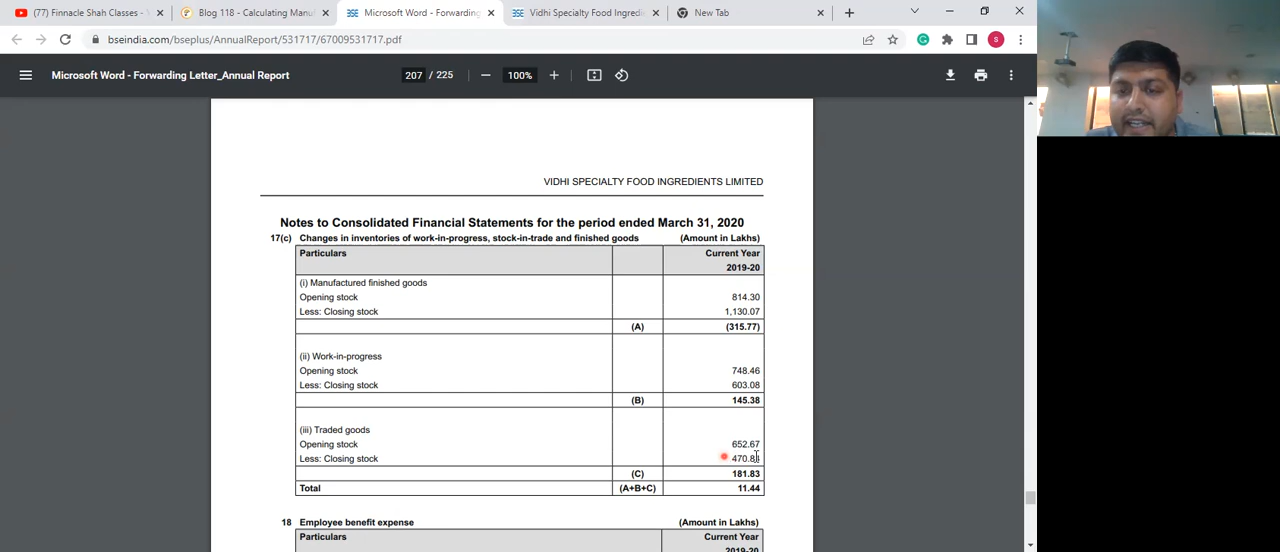 (77) Finnacle Shah Classes -
Blog 118 - Calculating Manuf
Microsoft Word - Forwarding
Vidhi Specialty Food Ingredien
New Tab
bseindia.com/bseplus/AnnualReport/531717/67009531717.pdf
S
Microsoft Word - Forwarding Letter_Annual Report
207 / 225
100%
VIDHI SPECIALTY FOOD INGREDIENTS LIMITED
Notes to Consolidated Financial Statements for the period ended March 31, 2020
17(c) Changes in inventories of work-in-progress, stock-in-trade and finished goods (Amount in Lakhs)
Particulars Current Year
2019-20
(i) Manufactured finished goods
Opening stock 814.30
Less: Closing stock 1,130.07
(A) (315.77)
(ii) Work-in-progress
Opening stock 748.46
Less: Closing stock 603.08
(B) 145.38
(iii) Traded goods
Opening stock 652.67
Less: Closing stock 470.84
(C) 181.83
Total (A+B+C) 11.44
18 Employee benefit expense (Amount in Lakhs)
Particulars Current Year
2019-20